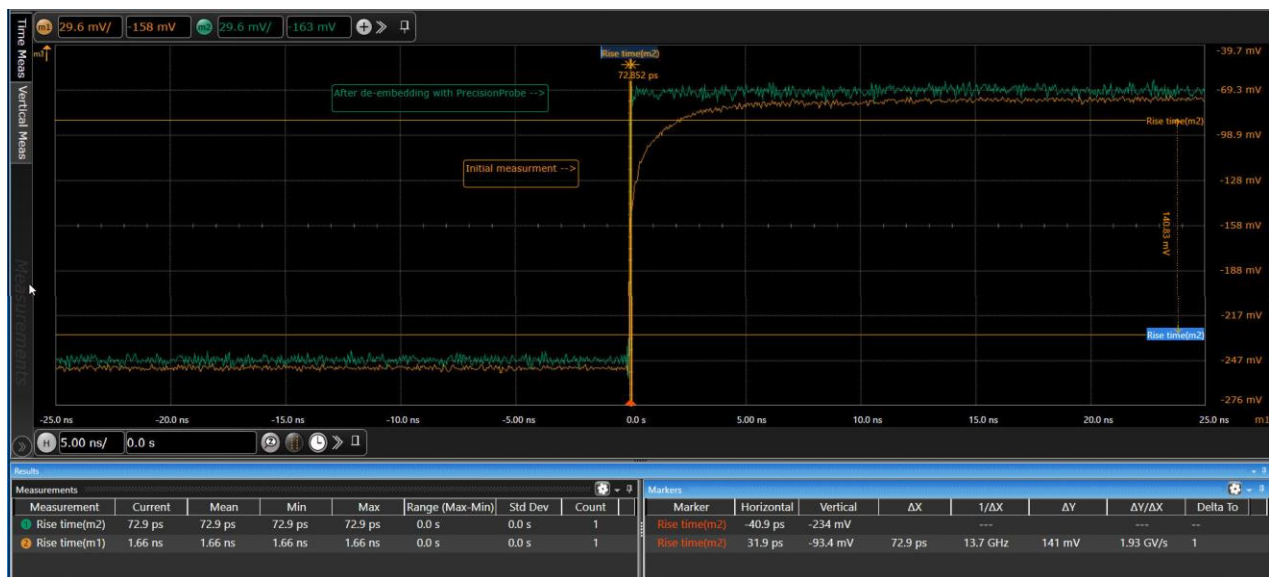 Time Meas
Vertical Meas
Measurements
m1 29.6 mV/ -158 mV m2 29.6 mV/ -163 mV
m1
Rise time(m2)
72.852 ps
After de-embedding with PrecisionProbe -->
Initial measurment -->
Rise time(m2)
140.83 mV
Rise time(m2)
-39.7 mV
-69.3 mV
-98.9 mV
-128 mV
-158 mV
-188 mV
-217 mV
-247 mV
-276 mV
-25.0 ns -20.0 ns -15.0 ns -10.0 ns -5.00 ns 0.0 s 5.00 ns 10.0 ns 15.0 ns 20.0 ns 25.0 ns m1
H 5.00 ns/ 0.0 s
Results
Measurements
Measurement Current Mean Min Max Range (Max-Min) Std Dev Count
1 Rise time(m2) 72.9 ps 72.9 ps 72.9 ps 72.9 ps 0.0 s 0.0 s 1
2 Rise time(m1) 1.66 ns 1.66 ns 1.66 ns 1.66 ns 0.0 s 0.0 s 1
Markers
Marker Horizontal Vertical ΔX 1/ΔX ΔY ΔY/ΔX Delta To
Rise time(m2) -40.9 ps -234 mV --- --- --
Rise time(m2) 31.9 ps -93.4 mV 72.9 ps 13.7 GHz 141 mV 1.93 GV/s 1